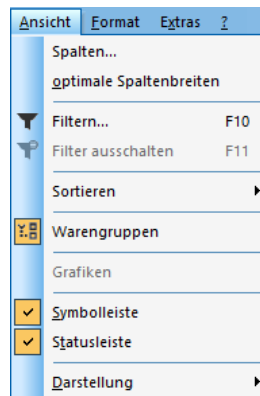 Ansicht Format Extras ?
Spalten...
optimale Spaltenbreiten
Filtern... F10
Filter ausschalten F11
Sortieren
Warengruppen
Grafiken
Symbolleiste
Statusleiste
Darstellung